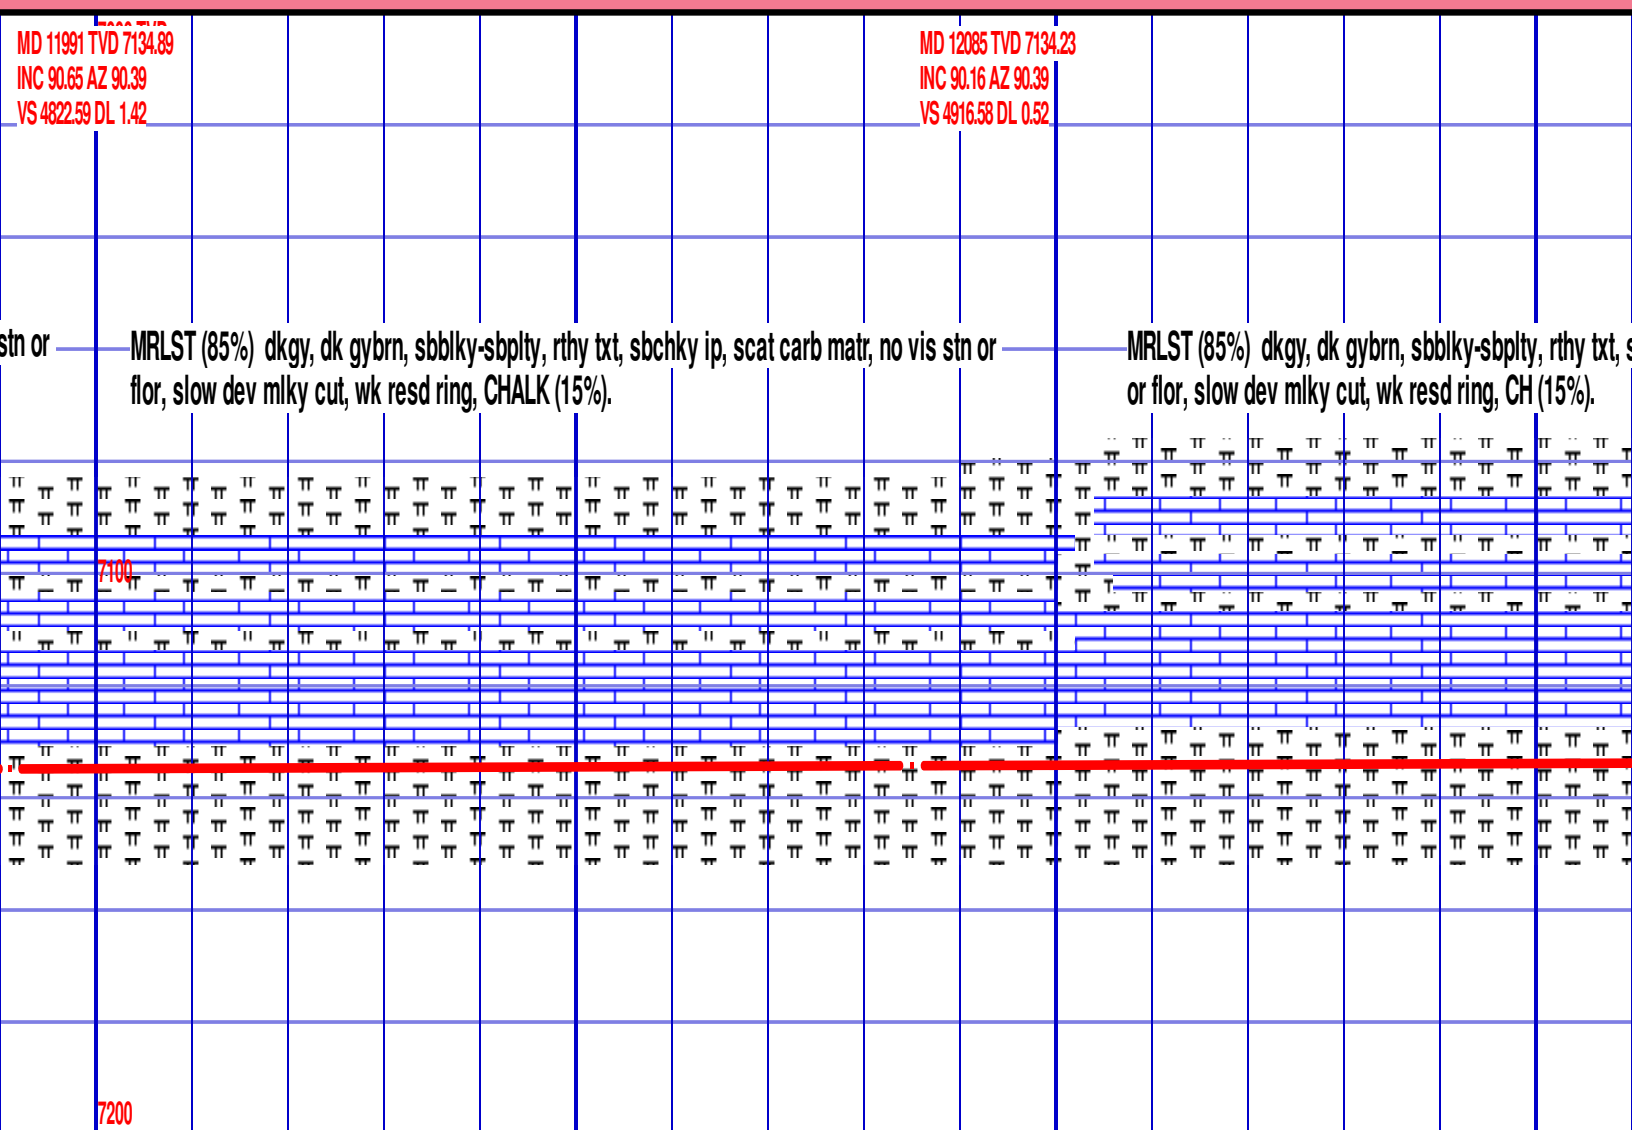 MD 11991 TVD 7134.89
INC 90.65 AZ 90.39
VS 4822.59 DL 1.42
MD 12085 TVD 7134.23
INC 90.16 AZ 90.39
VS 4916.58 DL 0.52
stn or
MRLST (85%) dkgy, dk gybrn, sbblky-sbplty, rthy txt, sbchky ip, scat carb matr, no vis stn or
flor, slow dev mlky cut, wk resd ring, CHALK (15%).
MRLST (85%) dkgy, dk gybrn, sbblky-sbplty, rthy txt, s
or flor, slow dev mlky cut, wk resd ring, CH (15%).
7100
7200